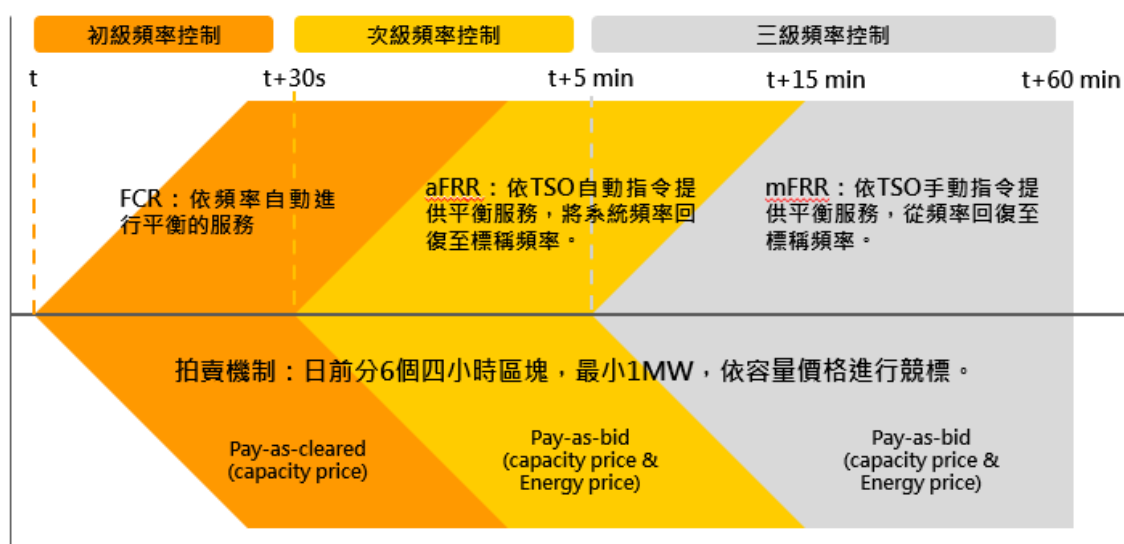 初級頻率控制 次級頻率控制 三級頻率控制
t t+30s t+5 min t+15 min t+60 min
FCR：依頻率自動進
行平衡的服務
aFRR：依TSO自動指令提
供平衡服務，將系統頻率回
復至標稱頻率。
mFRR：依TSO手動指令提
供平衡服務，從頻率回復至
標稱頻率。
拍賣機制：日前分6個四小時區塊，最小1MW，依容量價格進行競標。
Pay-as-cleared
(capacity price)
Pay-as-bid
(capacity price &
Energy price)
Pay-as-bid
(capacity price &
Energy price)